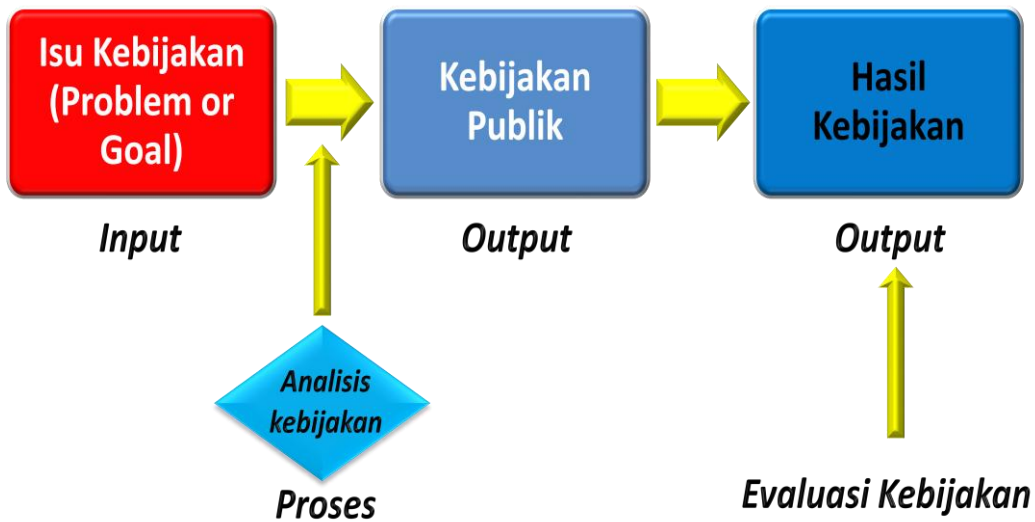 Isu Kebijakan
(Problem or
Goal)
Kebijakan
Publik
Hasil
Kebijakan
Input
Output
Output
Analisis
kebijakan
Proses
Evaluasi Kebijakan